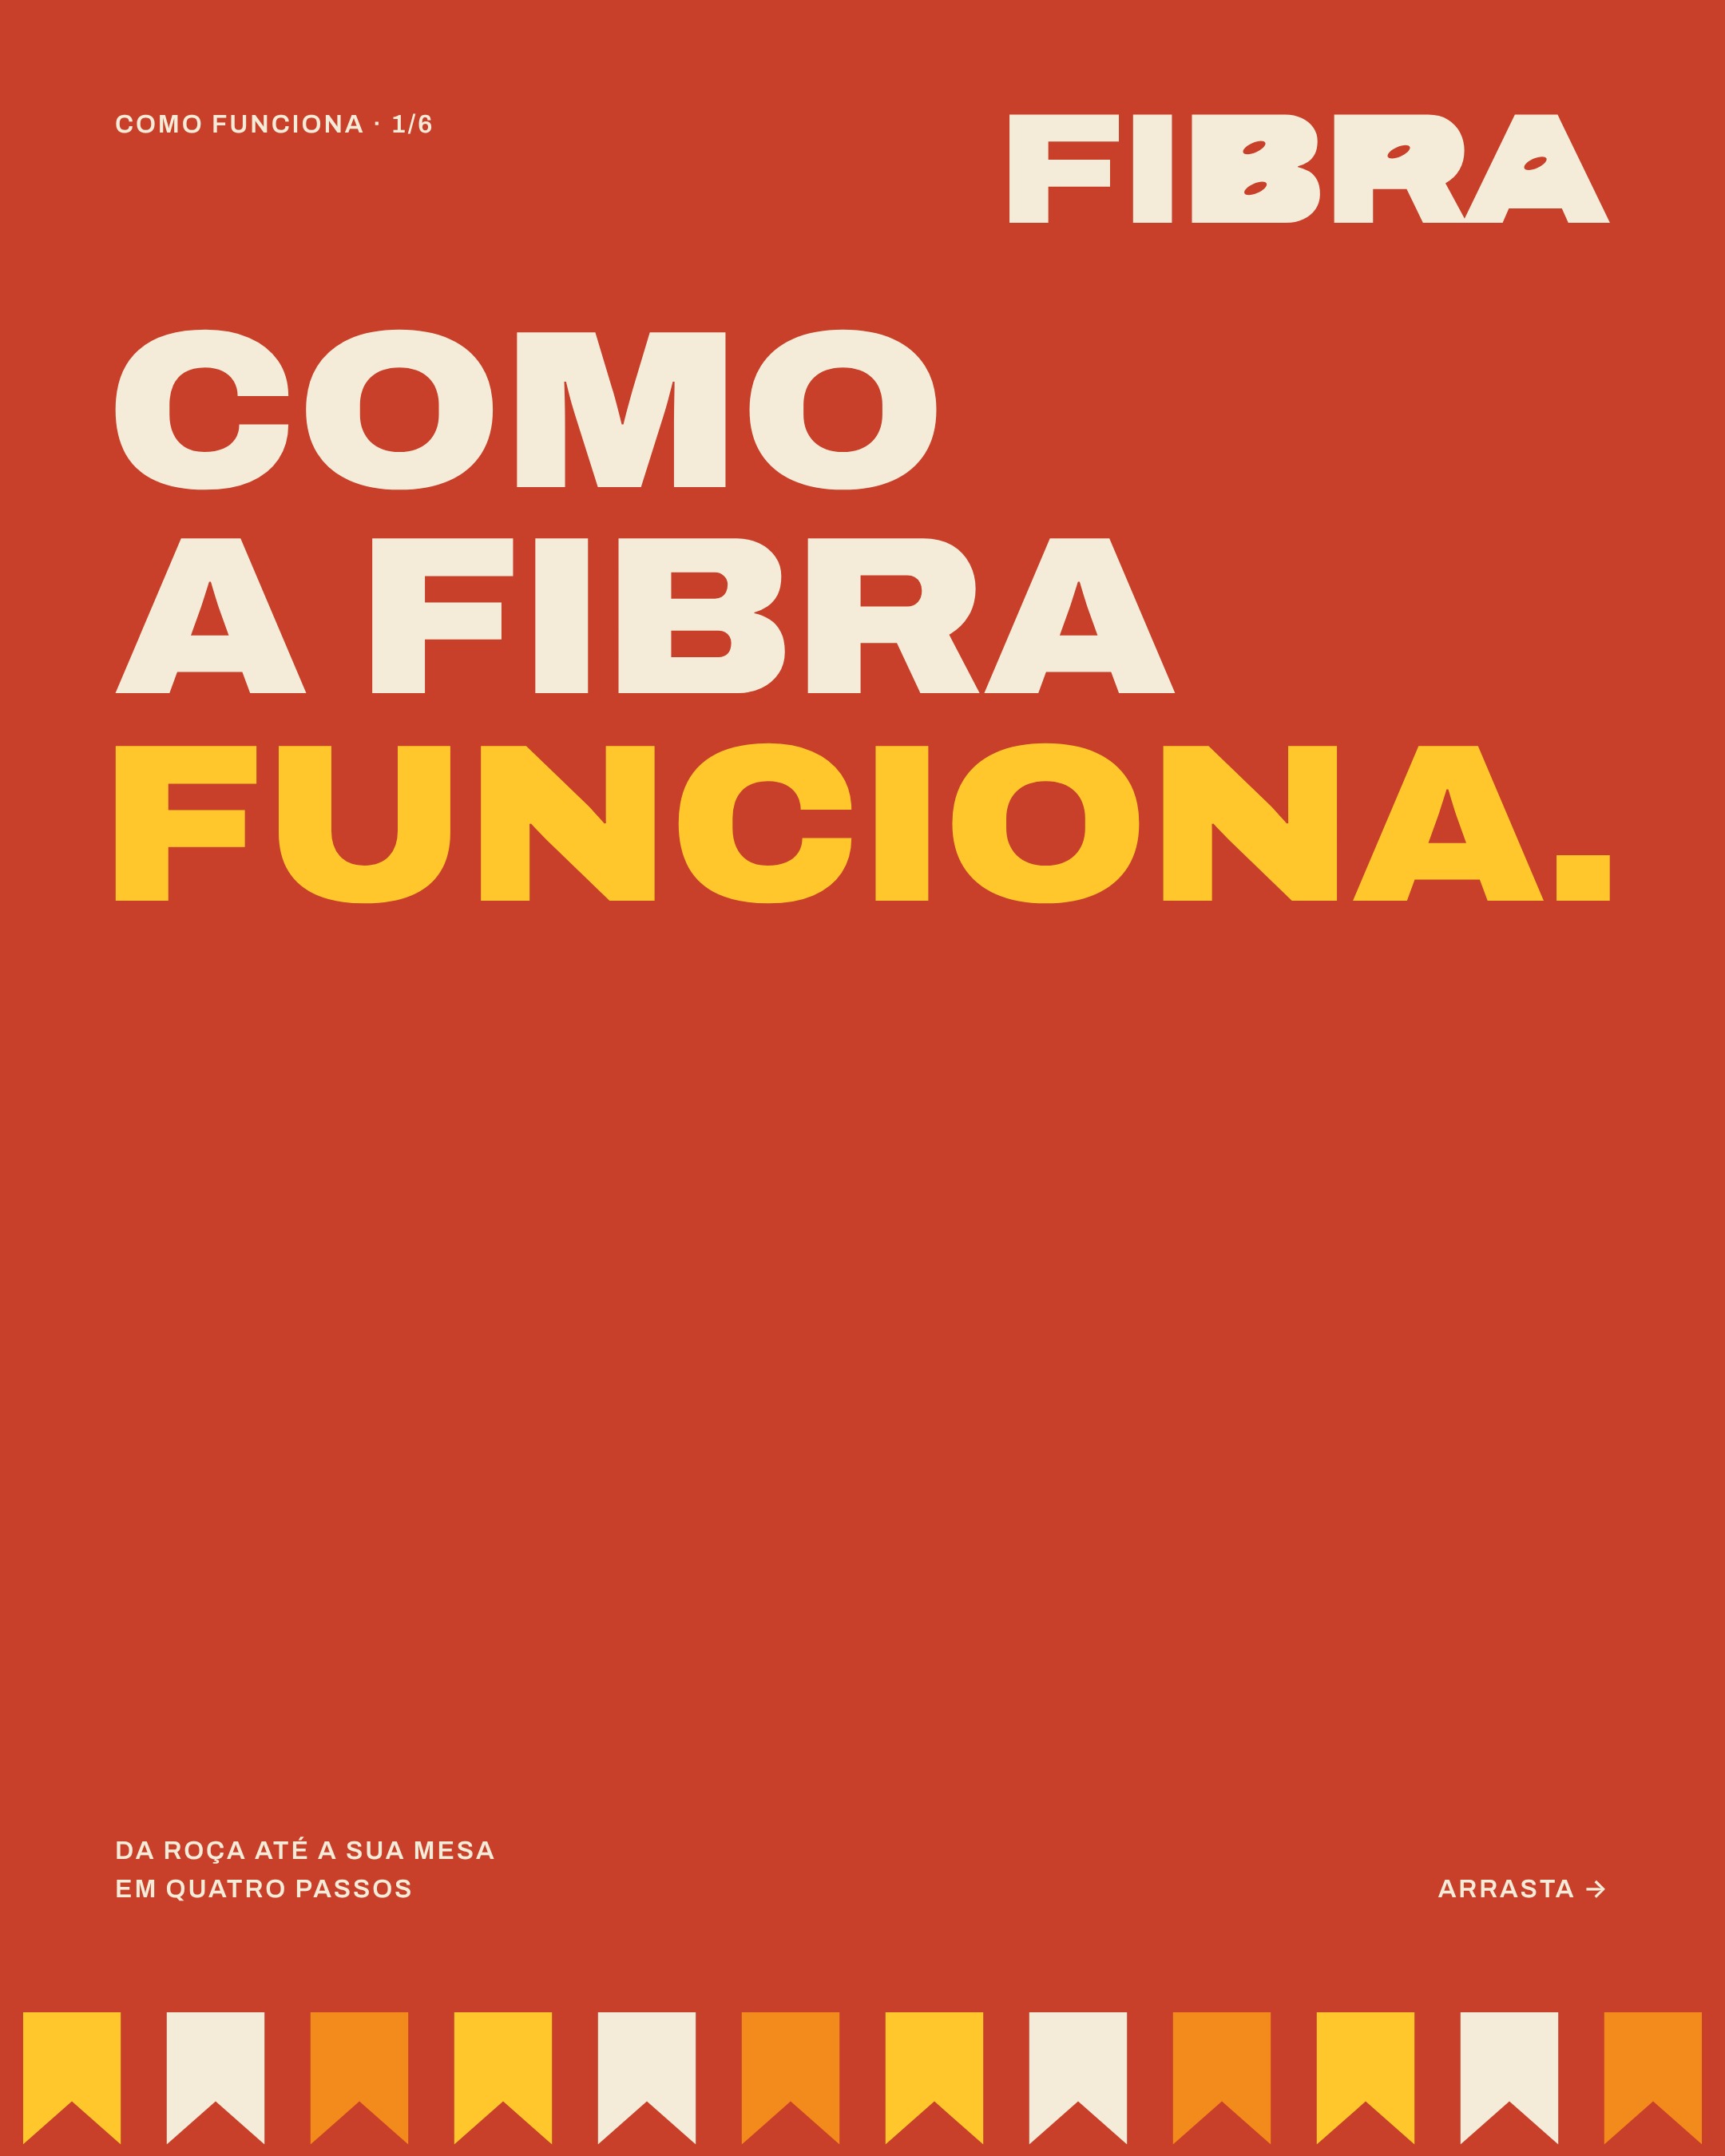 COMO FUNCIONA · 1/6
FIBRA
COMO
A FIBRA
FUNCIONA.
DA ROÇA ATÉ A SUA MESA
EM QUATRO PASSOS
ARRASTA →